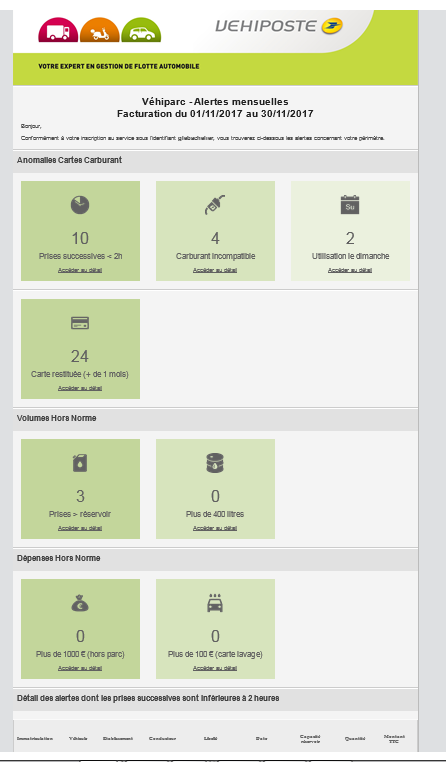 VEHIPOSTE
VOTRE EXPERT EN GESTION DE FLOTTE AUTOMOBILE
Véhiparc - Alertes mensuelles
Facturation du 01/11/2017 au 30/11/2017
Bonjour,
Conformément à votre inscription au service sous l'identifiant vous trouverez ci-dessous les alertes concernant votre périmètre.
Anomalies Cartes Carburant
Su
10 4 2
Prises successives < 2h Carburant incompatible Utilisation le dimanche
Accéder au détail Accéder au détail Accéder au détail
24
Carte restituée (+ de 1 mois)
Accéder au détail
Volumes Hors Norme
3 0
Prises > réservoir Plus de 400 litres
Accéder au détail Accéder au détail
Dépenses Hors Norme
€
0 0
Plus de 1000 € (hors parc) Plus de 100 € (carte lavage)
Accéder au détail Accéder au détail
Détail des alertes dont les prises successives sont inférieures à 2 heures
Immatriculation Véhicule Etablissement Conducteur Libellé Date Capacité réservoir Quantité Montant TTC